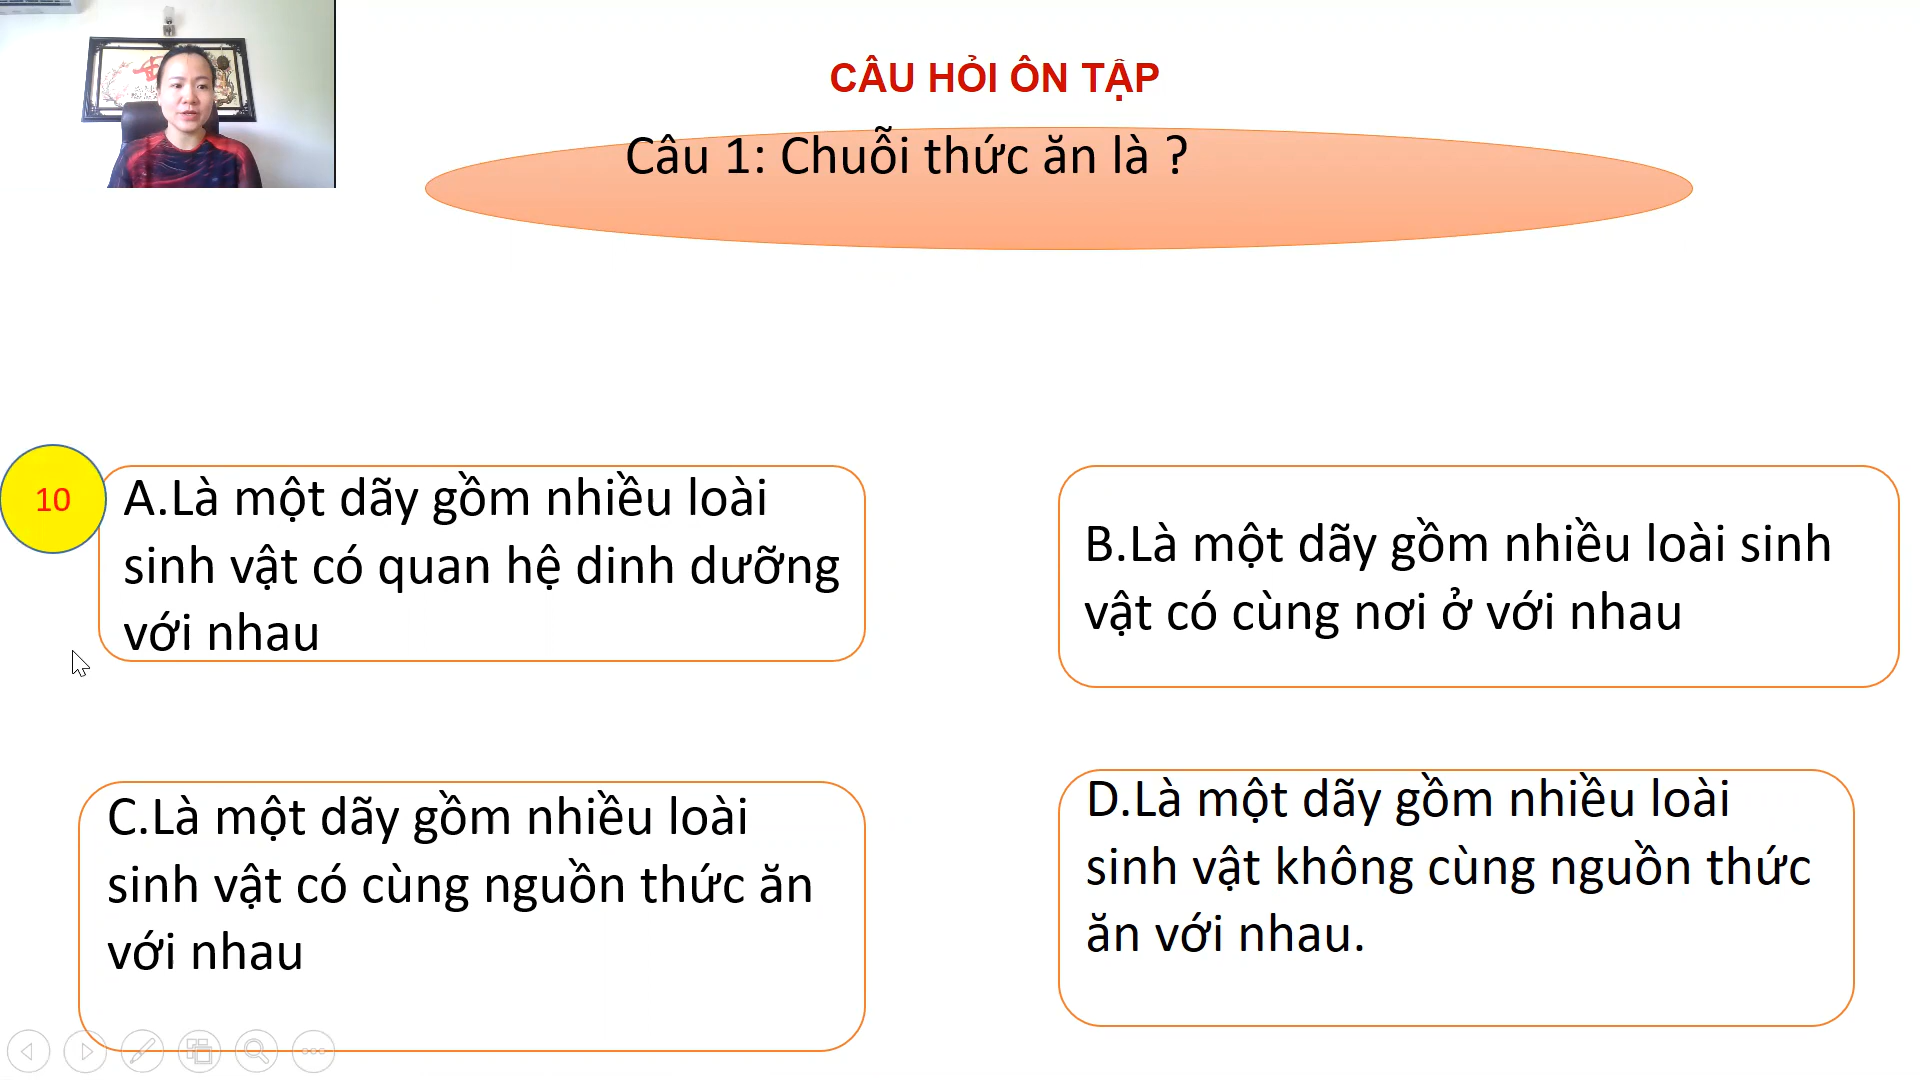 CÂU HỎI ÔN TẬP
Câu 1: Chuỗi thức ăn là ?
10
A.Là một dãy gồm nhiều loài
sinh vật có quan hệ dinh dưỡng
với nhau
B.Là một dãy gồm nhiều loài sinh
vật có cùng nơi ở với nhau
C.Là một dãy gồm nhiều loài
sinh vật có cùng nguồn thức ăn
với nhau
D.Là một dãy gồm nhiều loài
sinh vật không cùng nguồn thức
ăn với nhau.